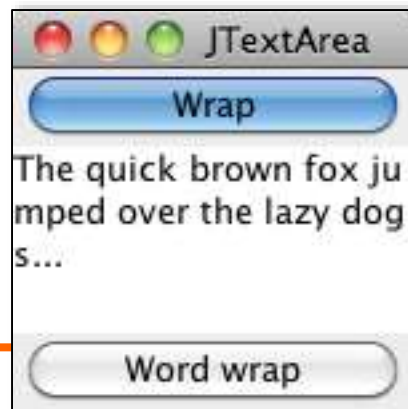 JTextArea
Wrap
The quick brown fox ju
mped over the lazy dog
s...
Word wrap